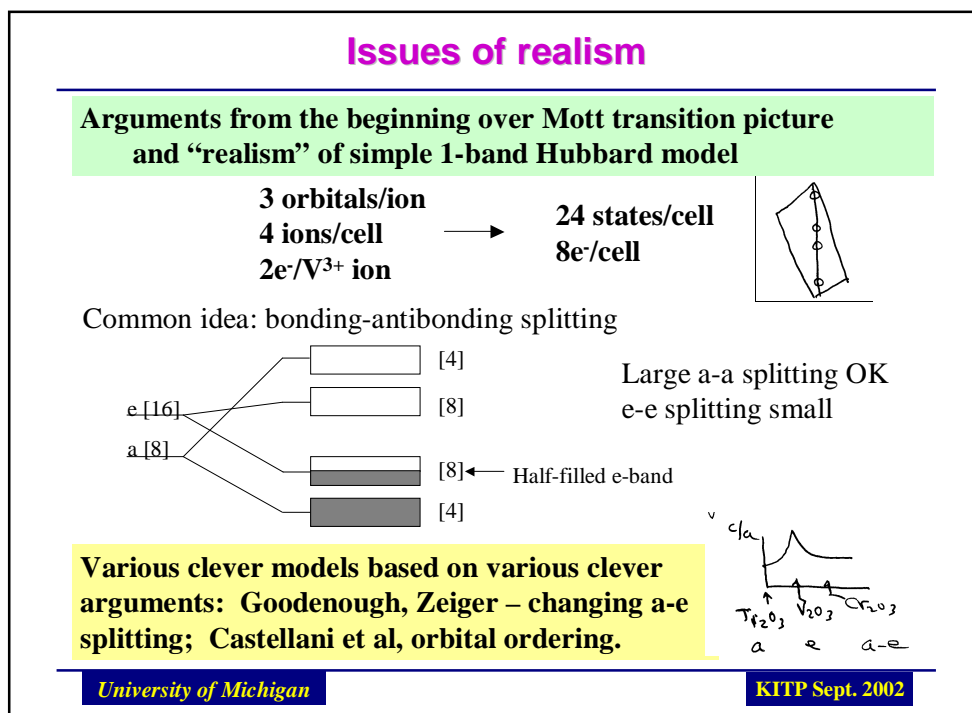 Issues of realism
Arguments from the beginning over Mott transition picture
and “realism” of simple 1-band Hubbard model
3 orbitals/ion
4 ions/cell
2e-/V3+ ion
24 states/cell
8e-/cell
Common idea: bonding-antibonding splitting
e [16]
a [8]
[4]
[8]
[8]
[4]
Half-filled e-band
Large a-a splitting OK
e-e splitting small
c/a
V2O3
Cr2O3
a e a-e
Various clever models based on various clever
arguments: Goodenough, Zeiger – changing a-e
splitting; Castellani et al, orbital ordering.
University of Michigan
KITP Sept. 2002